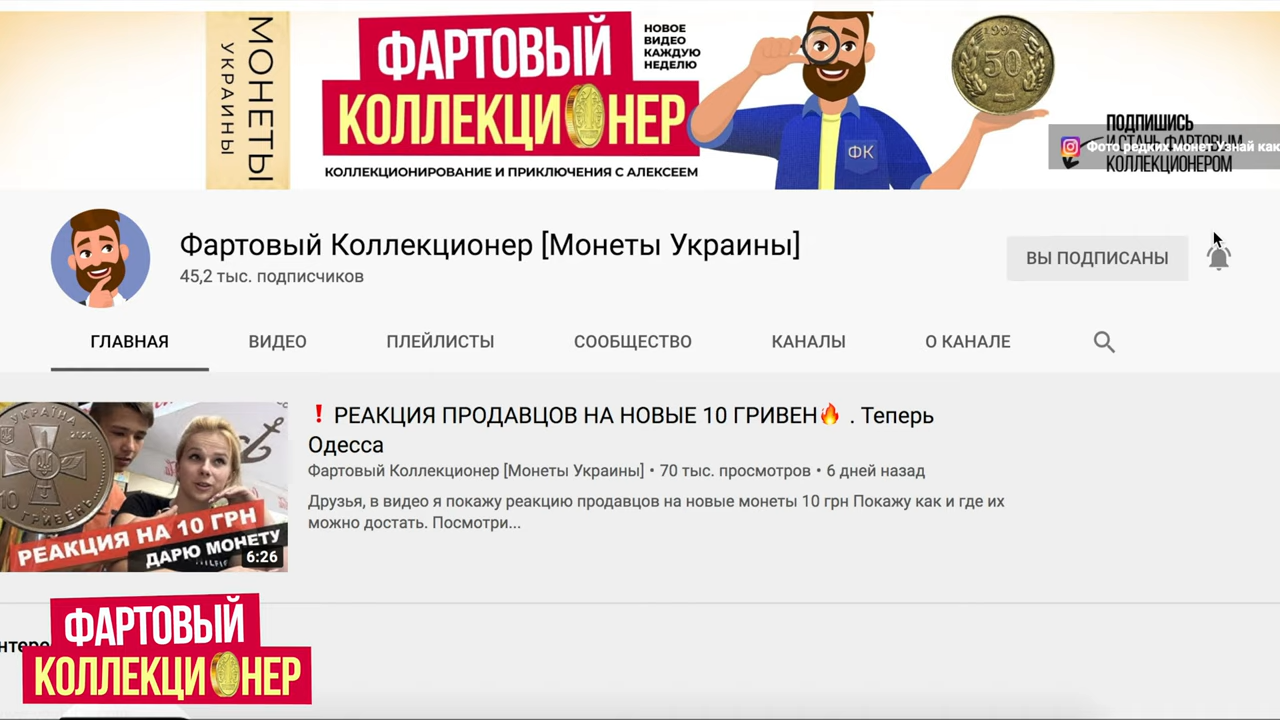 МОНЕТЫ
УКРАИНЫ
ФАРТОВЫЙ
КОЛЛЕКЦИОНЕР
НОВОЕ
ВИДЕО
КАЖДУЮ
НЕДЕЛЮ
КОЛЛЕКЦИОНИРОВАНИЕ И ПРИКЛЮЧЕНИЯ С АЛЕКСЕЕМ
ФК
1992
50
ПОДПИШИСЬ
И СТАНЬ ФАРТОВЫМ
КОЛЛЕКЦИОНЕРОМ
Фото редких монет Узнай как
Фартовый Коллекционер [Монеты Украины]
45,2 тыс. подписчиков
ВЫ ПОДПИСАНЫ
ГЛАВНАЯ ВИДЕО ПЛЕЙЛИСТЫ СООБЩЕСТВО КАНАЛЫ О КАНАЛЕ
УКРАЇНА
10 ГРИВЕНЬ
РЕАКЦИЯ НА 10 ГРН
ДАРЮ МОНЕТУ
6:26
❗ РЕАКЦИЯ ПРОДАВЦОВ НА НОВЫЕ 10 ГРИВЕН🔥 . Теперь
Одесса
Фартовый Коллекционер [Монеты Украины] • 70 тыс. просмотров • 6 дней назад
Друзья, в видео я покажу реакцию продавцов на новые монеты 10 грн Покажу как и где их
можно достать. Посмотри...
нтере
ФАРТОВЫЙ
КОЛЛЕКЦИОНЕР